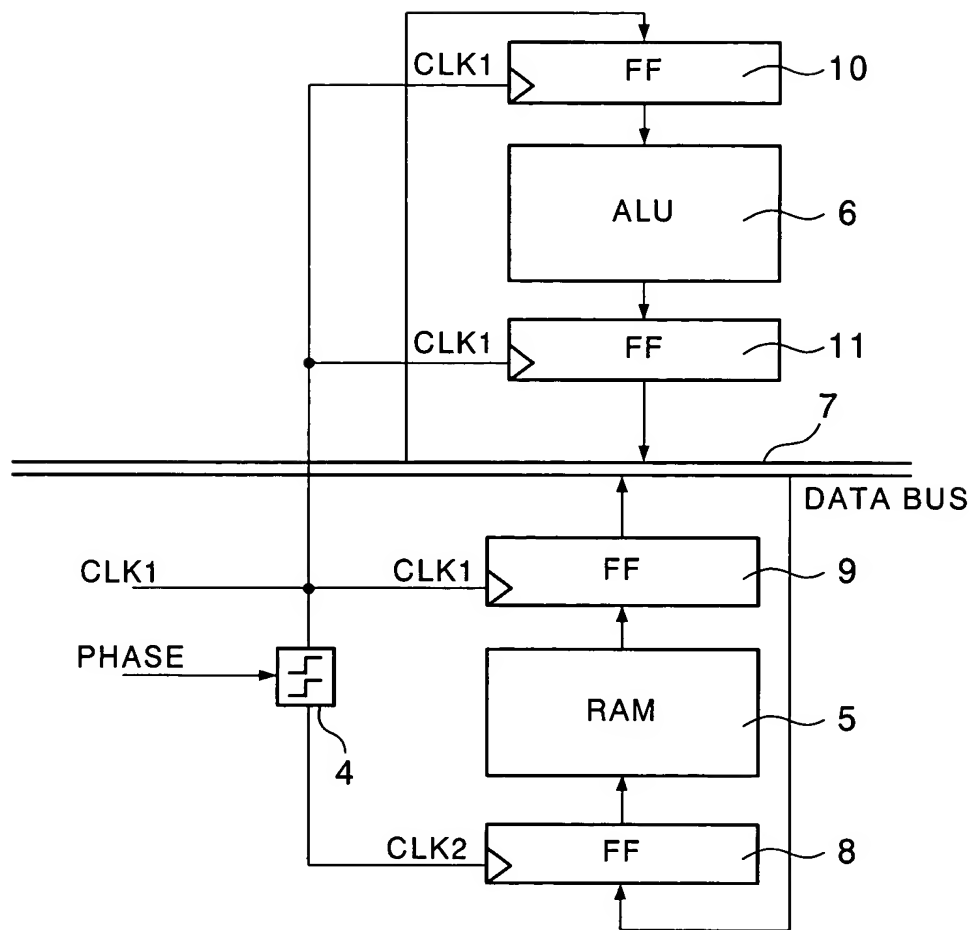 CLK1 FF 10
ALU 6
CLK1 FF 11
7
DATA BUS
CLK1 CLK1 FF 9
PHASE
RAM 5
4
CLK2 FF 8